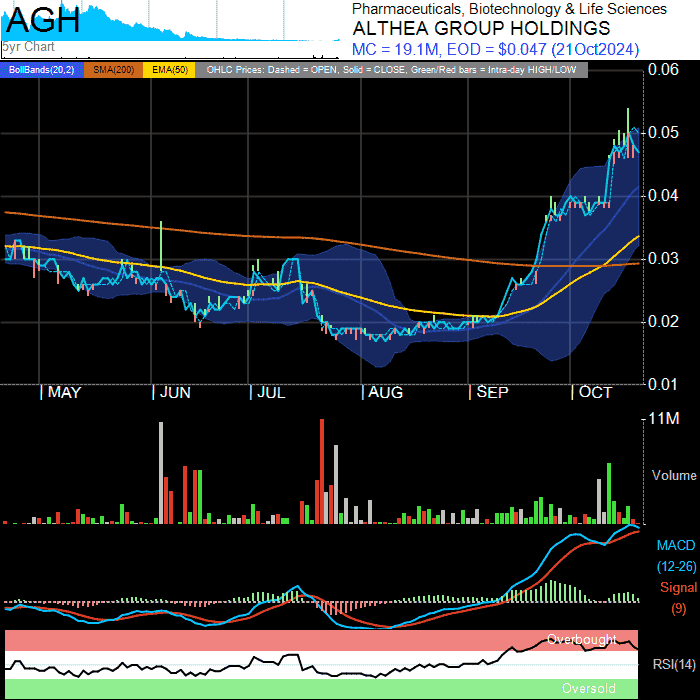 AGH
5yr Chart
Pharmaceuticals, Biotechnology & Life Sciences
ALTHEA GROUP HOLDINGS
MC = 19.1M, EOD = $0.047 (21Oct2024)
BollBands(20,2) SMA(200) EMA(50) OHLC Prices: Dashed = OPEN, Solid = CLOSE, Green/Red bars = Intra-day HIGH/LOW
0.06
0.05
0.04
0.03
0.02
0.01
MAY JUN JUL AUG SEP OCT
11M
Volume
MACD
(12-26)
Signal
(9)
Overbought
RSI(14)
Oversold